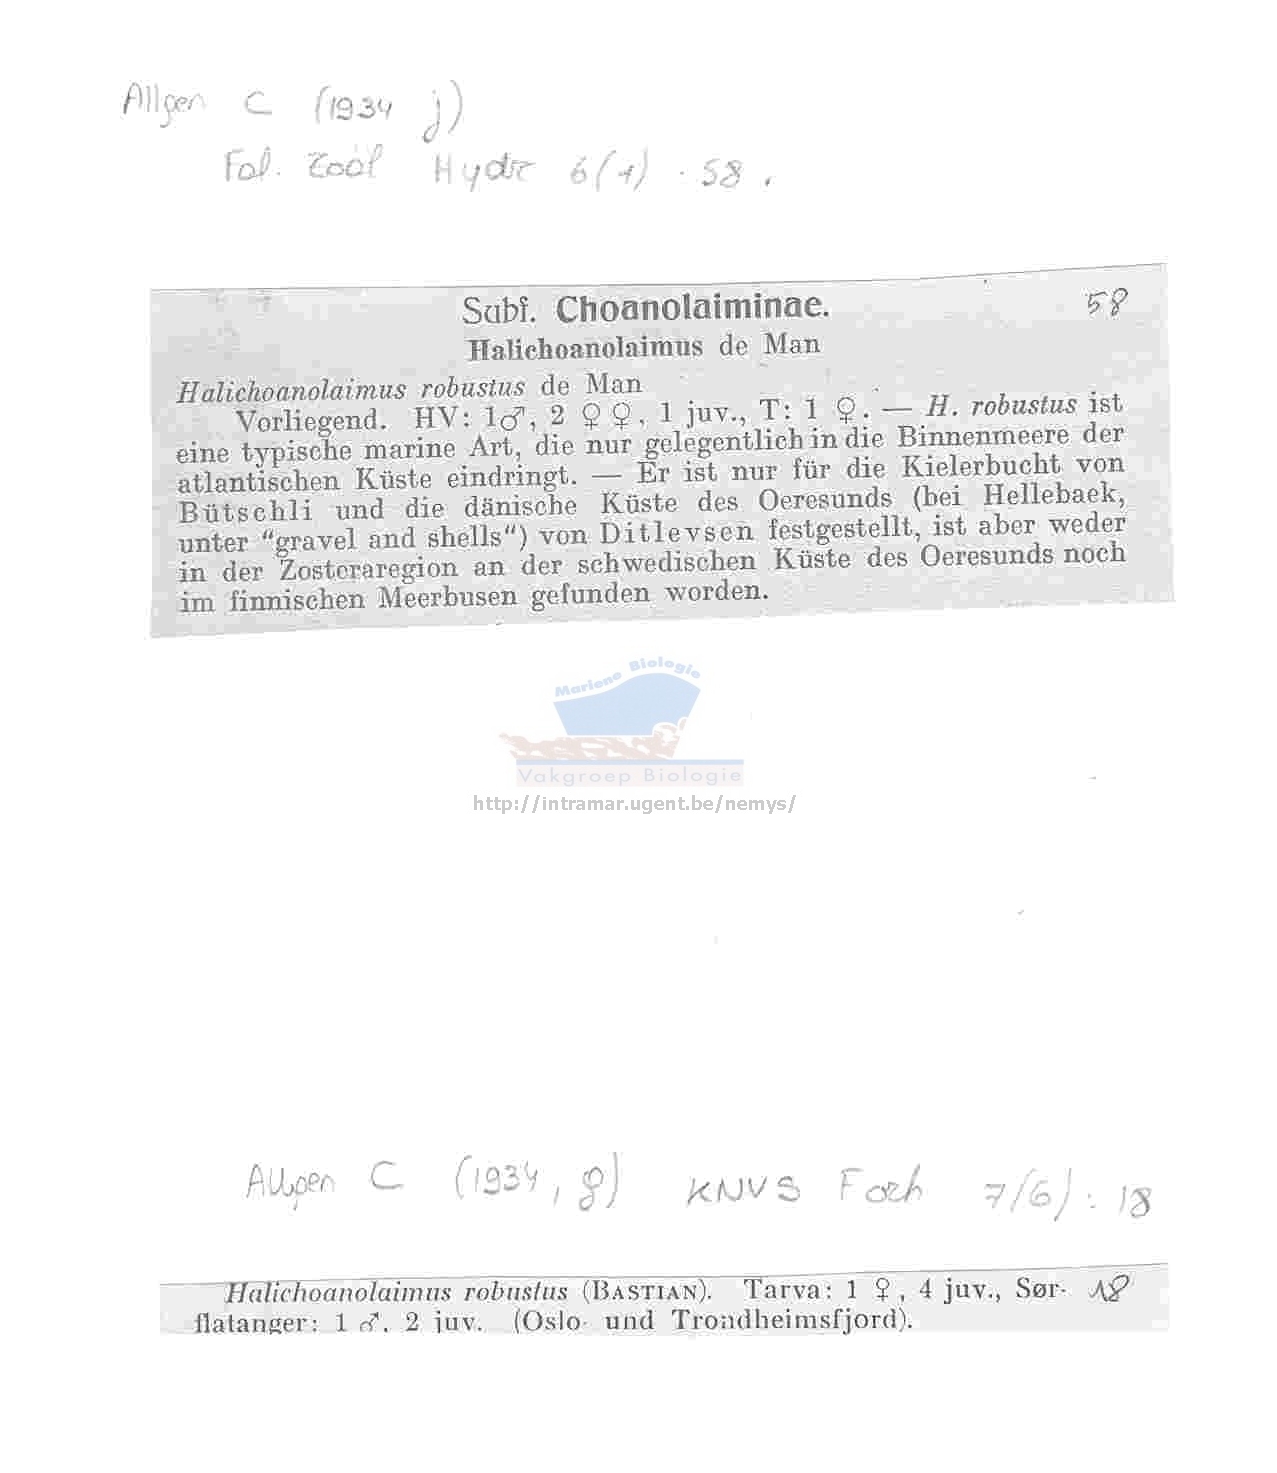 Allgen C (1934 j)
Fol. Zool Hydr 6(1) . 58 .
Subf. Choanolaiminae. 58
Halichoanolaimus de Man
Halichoanolaimus robustus de Man
Vorliegend. HV: 1♂, 2 ♀♀, 1 juv., T: 1 ♀. — H. robustus ist
eine typische marine Art, die nur gelegentlich in die Binnenmeere der
atlantischen Küste eindringt. — Er ist nur für die Kielerbucht von
Bütschli und die dänische Küste des Oeresunds (bei Hellebaek,
unter “gravel and shells“) von Ditlevsen festgestellt, ist aber weder
in der Zosteraregion an der schwedischen Küste des Oeresunds noch
im finnischen Meerbusen gefunden worden.
Mariene Biologie
Vakgroep Biologie
http://intramar.ugent.be/nemys/
Allgen C (1934, g) KNVS Forh 7(6): 18
Halichoanolaimus robustus (BASTIAN). Tarva: 1 ♀, 4 juv., Sør- 18
flatanger: 1 ♂, 2 juv. (Oslo- und Trondheimsfjord).